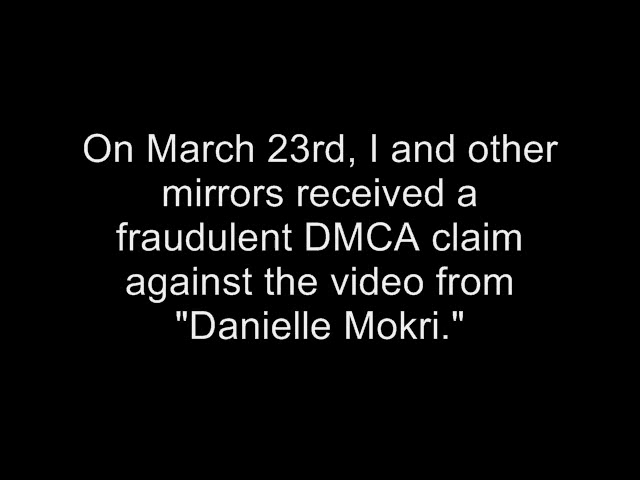 On March 23rd, I and other
mirrors received a
fraudulent DMCA claim
against the video from
"Danielle Mokri."